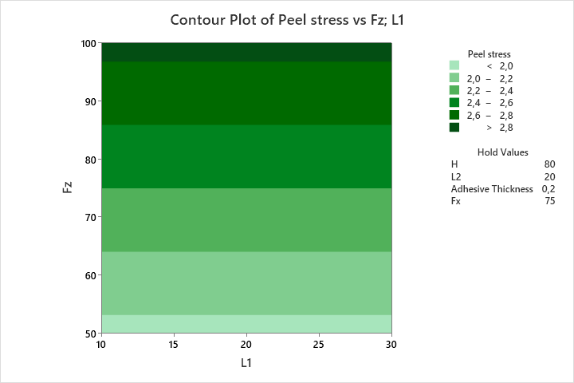 Contour Plot of Peel stress vs Fz; L1
100
90
80
70
60
50
Fz
10
15
20
25
30
L1
Peel stress
< 2,0
2,0 – 2,2
2,2 – 2,4
2,4 – 2,6
2,6 – 2,8
> 2,8
Hold Values
H 80
L2 20
Adhesive Thickness 0,2
Fx 75